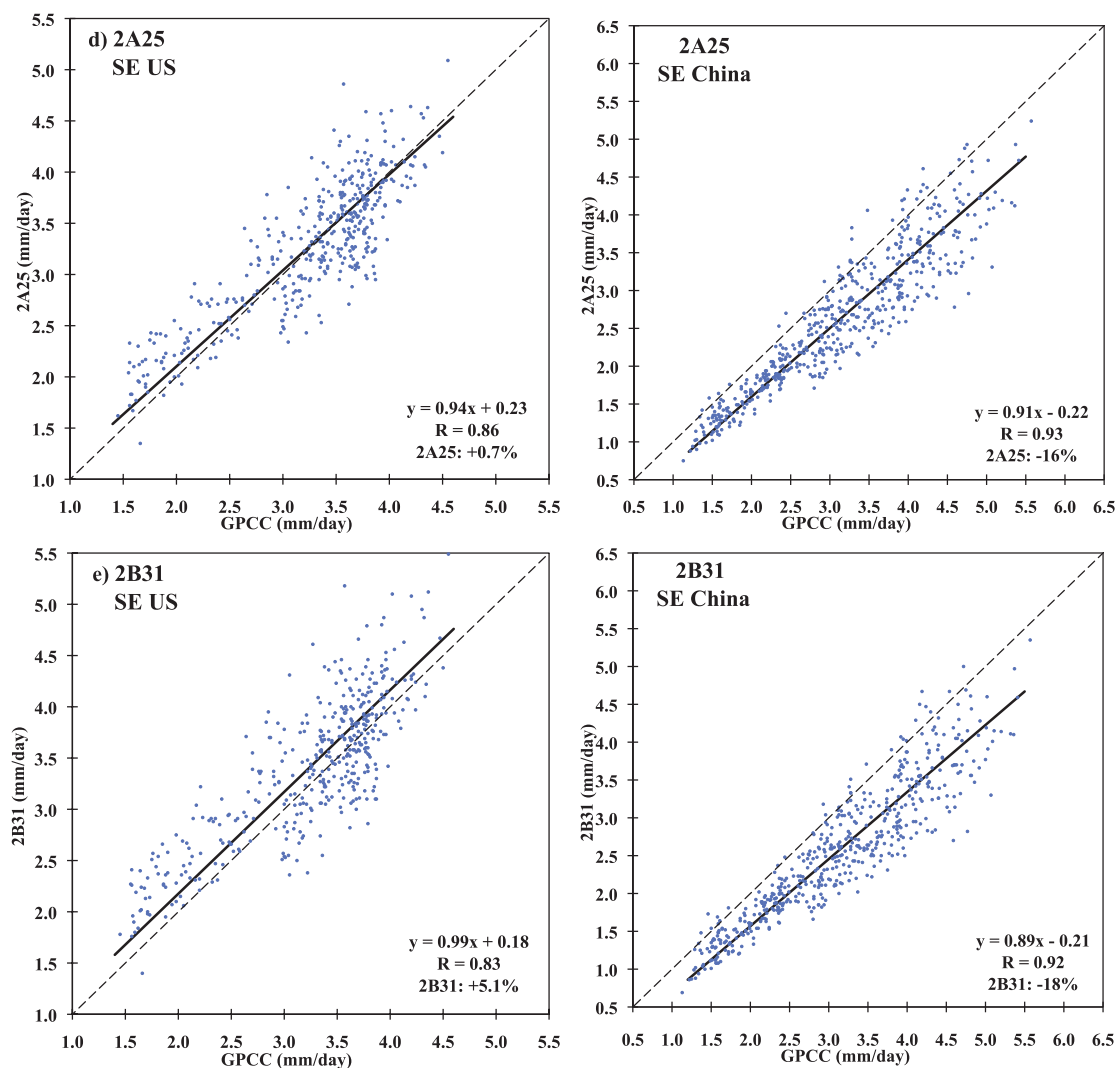 d) 2A25
SE US
5.5
5.0
4.5
4.0
3.5
3.0
2.5
2.0
1.5
1.0
2A25 (mm/day)
y = 0.94x + 0.23
R = 0.86
2A25: +0.7%
1.0 1.5 2.0 2.5 3.0 3.5 4.0 4.5 5.0 5.5
GPCC (mm/day)
2A25
SE China
6.5
6.0
5.5
5.0
4.5
4.0
3.5
3.0
2.5
2.0
1.5
1.0
0.5
2A25 (mm/day)
y = 0.91x - 0.22
R = 0.93
2A25: -16%
0.5 1.0 1.5 2.0 2.5 3.0 3.5 4.0 4.5 5.0 5.5 6.0 6.5
GPCC (mm/day)
e) 2B31
SE US
5.5
5.0
4.5
4.0
3.5
3.0
2.5
2.0
1.5
1.0
2B31 (mm/day)
y = 0.99x + 0.18
R = 0.83
2B31: +5.1%
1.0 1.5 2.0 2.5 3.0 3.5 4.0 4.5 5.0 5.5
GPCC (mm/day)
2B31
SE China
6.5
6.0
5.5
5.0
4.5
4.0
3.5
3.0
2.5
2.0
1.5
1.0
0.5
2B31 (mm/day)
y = 0.89x - 0.21
R = 0.92
2B31: -18%
0.5 1.0 1.5 2.0 2.5 3.0 3.5 4.0 4.5 5.0 5.5 6.0 6.5
GPCC (mm/day)